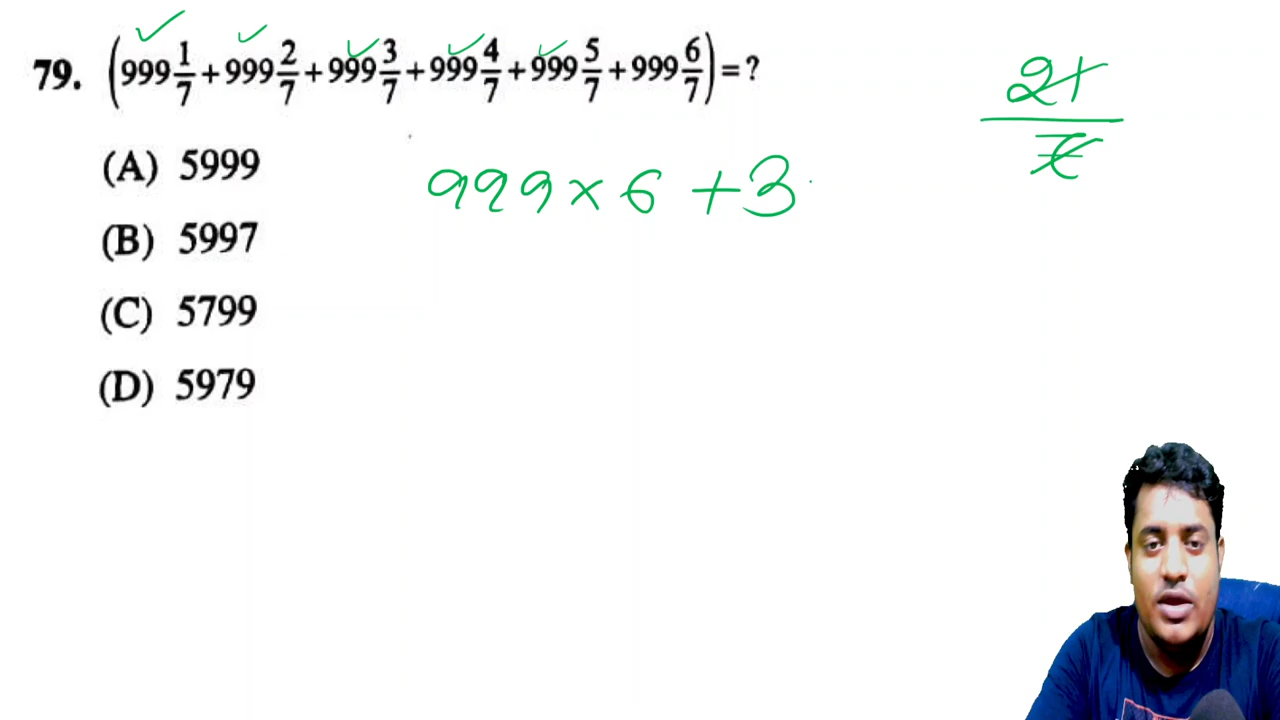 79. (999 1/7 + 999 2/7 + 999 3/7 + 999 4/7 + 999 5/7 + 999 6/7) = ?
(A) 5999
(B) 5997
(C) 5799
(D) 5979
999 × 6 + 3
21
7